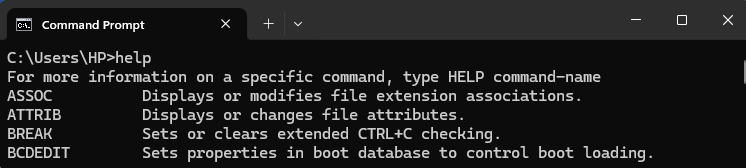 Command Prompt
C:\Users\HP>help
For more information on a specific command, type HELP command-name
ASSOC          Displays or modifies file extension associations.
ATTRIB         Displays or changes file attributes.
BREAK          Sets or clears extended CTRL+C checking.
BCDEDIT        Sets properties in boot database to control boot loading.